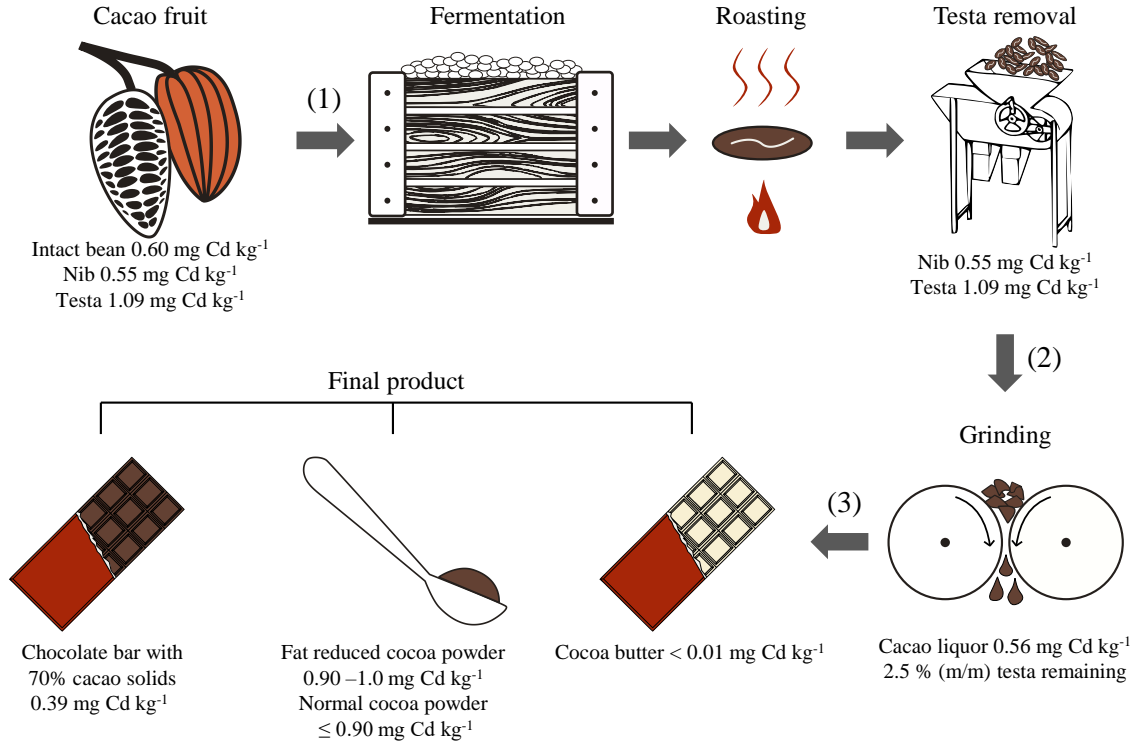 Cacao fruit
Fermentation
Roasting
Testa removal
(1)
Intact bean 0.60 mg Cd kg⁻¹
Nib 0.55 mg Cd kg⁻¹
Testa 1.09 mg Cd kg⁻¹
Nib 0.55 mg Cd kg⁻¹
Testa 1.09 mg Cd kg⁻¹
(2)
Final product
Grinding
(3)
Chocolate bar with
70% cacao solids
0.39 mg Cd kg⁻¹
Fat reduced cocoa powder
0.90 –1.0 mg Cd kg⁻¹
Normal cocoa powder
≤ 0.90 mg Cd kg⁻¹
Cocoa butter < 0.01 mg Cd kg⁻¹
Cacao liquor 0.56 mg Cd kg⁻¹
2.5 % (m/m) testa remaining